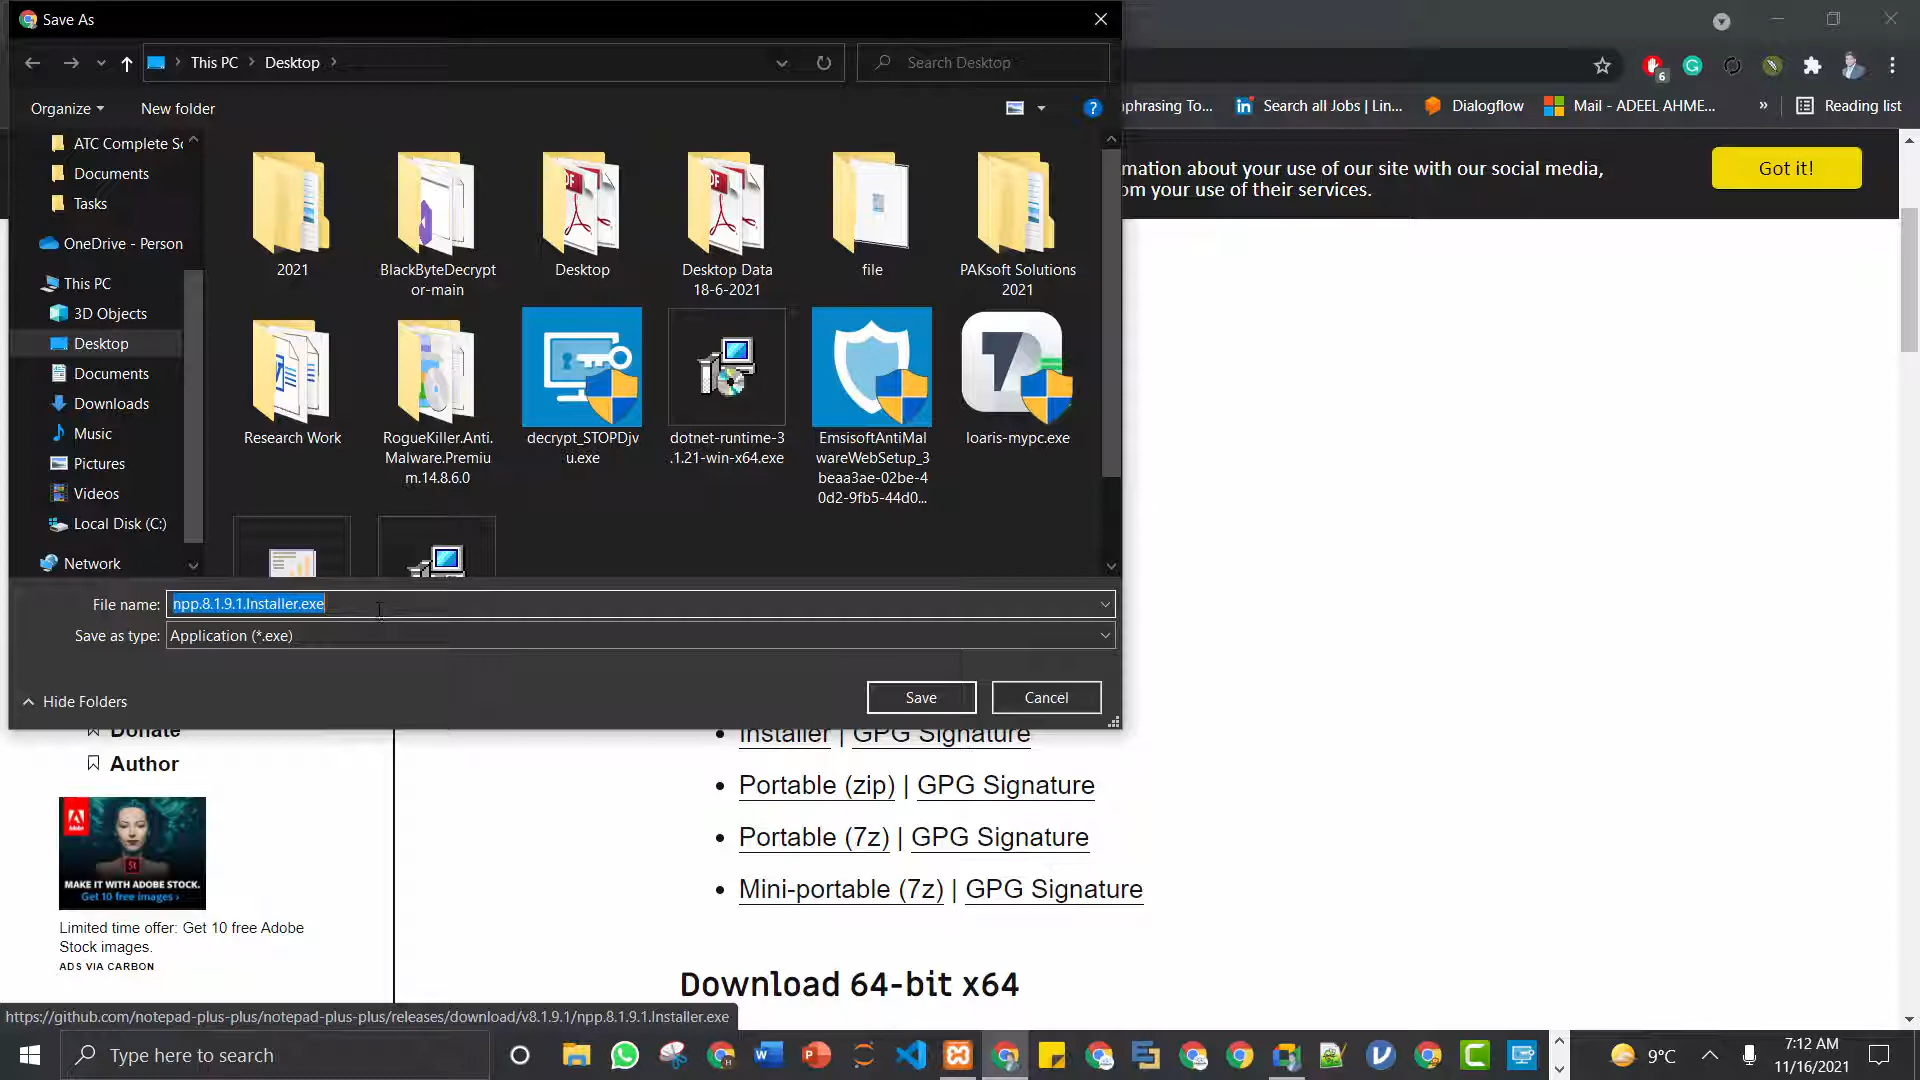 Save As
This PC
Desktop
Search Desktop
Organize
New folder
ATC Complete Sc
Documents
Tasks
OneDrive - Person
This PC
3D Objects
Desktop
Documents
Downloads
Music
Pictures
Videos
Local Disk (C:)
Network
2021
BlackByteDecrypt
or-main
Desktop
Desktop Data
18-6-2021
file
PAKsoft Solutions
2021
Research Work
RogueKiller.Anti.
Malware.Premiu
m.14.8.6.0
decrypt_STOPDjv
u.exe
dotnet-runtime-3
.1.21-win-x64.exe
EmsisoftAntiMal
wareWebSetup_3
beaa3ae-02be-4
0d2-9fb5-44d0...
loaris-mypc.exe
File name: npp.8.1.9.1.Installer.exe
Save as type: Application (*.exe)
Hide Folders
Save
Cancel
6
phrasing To...
Search all Jobs | Lin...
Dialogflow
Mail - ADEEL AHME...
»
Reading list
mation about your use of our site with our social media,
om your use of their services.
Got it!
Donate
Author
MAKE IT WITH ADOBE STOCK.
Get 10 free images ›
Limited time offer: Get 10 free Adobe
Stock images.
ADS VIA CARBON
Installer | GPG Signature
Portable (zip) | GPG Signature
Portable (7z) | GPG Signature
Mini-portable (7z) | GPG Signature
Download 64-bit x64
https://github.com/notepad-plus-plus/notepad-plus-plus/releases/download/v8.1.9.1/npp.8.1.9.1.Installer.exe
Type here to search
9°C
7:12 AM
11/16/2021